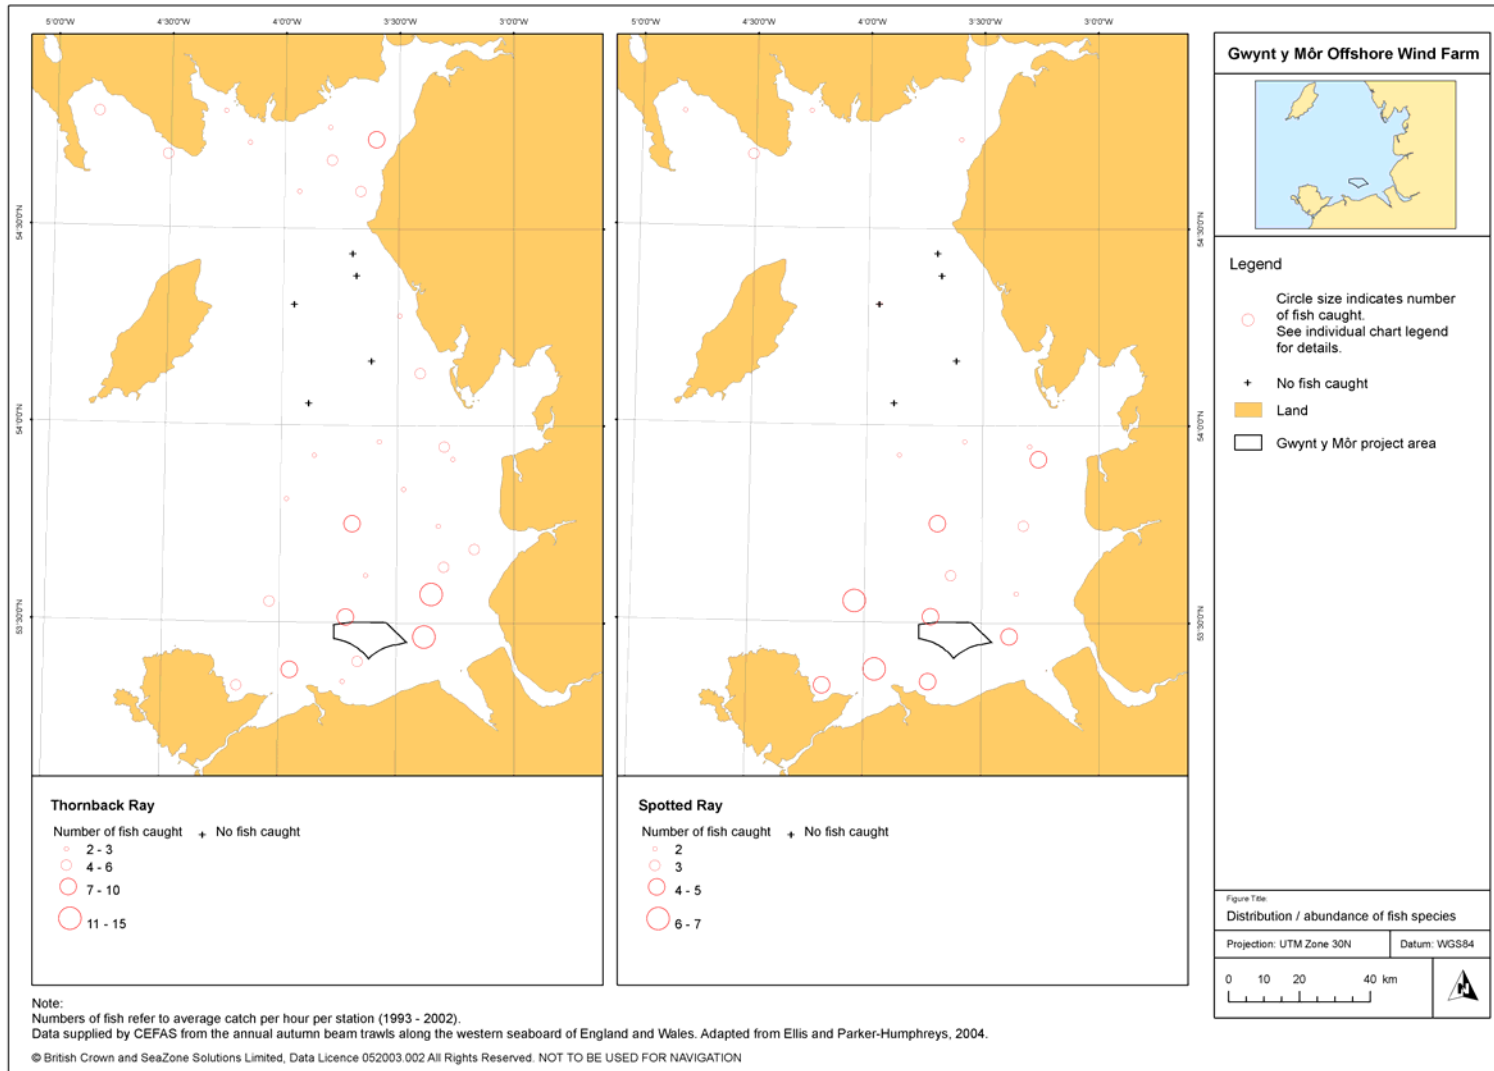 5°0'0"W 4°30'0"W 4°0'0"W 3°30'0"W 3°0'0"W
5°0'0"W 4°30'0"W 4°0'0"W 3°30'0"W 3°0'0"W
54°30'0"N
54°0'0"N
53°30'0"N
54°30'0"N
54°0'0"N
53°30'0"N
Thornback Ray
Number of fish caught + No fish caught
2 - 3
4 - 6
7 - 10
11 - 15
Spotted Ray
Number of fish caught + No fish caught
2
3
4 - 5
6 - 7
Gwynt y Môr Offshore Wind Farm
Legend
Circle size indicates number
of fish caught.
See individual chart legend
for details.
+ No fish caught
Land
Gwynt y Môr project area
Figure Title:
Distribution / abundance of fish species
Projection: UTM Zone 30N Datum: WGS84
0 10 20 40 km
N
Note:
Numbers of fish refer to average catch per hour per station (1993 - 2002).
Data supplied by CEFAS from the annual autumn beam trawls along the western seaboard of England and Wales. Adapted from Ellis and Parker-Humphreys, 2004.
© British Crown and SeaZone Solutions Limited, Data Licence 052003.002 All Rights Reserved. NOT TO BE USED FOR NAVIGATION